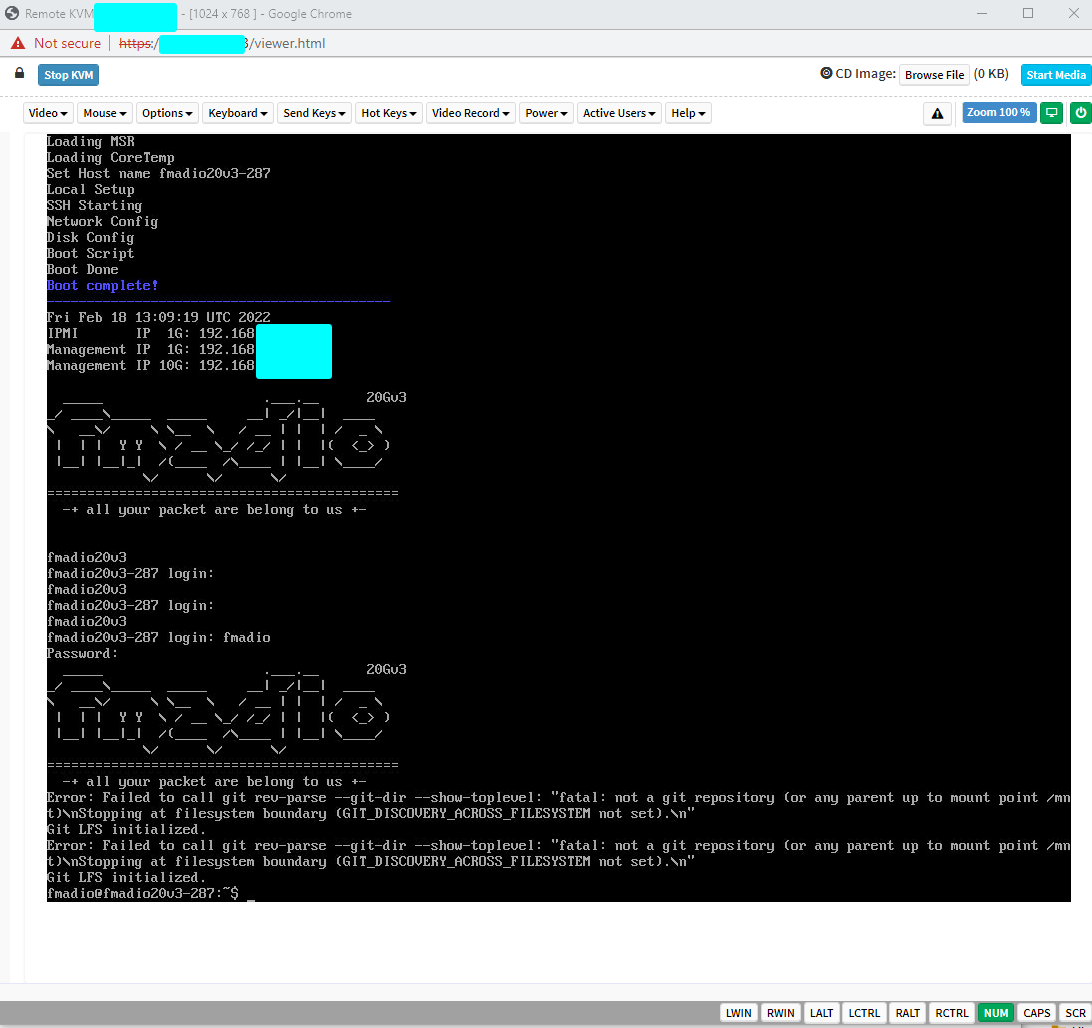 Remote KVM - [1024 x 768 ] - Google Chrome
Not secure https:/ 3/viewer.html
Stop KVM CD Image: Browse File (0 KB) Start Media
Video Mouse Options Keyboard Send Keys Hot Keys Video Record Power Active Users Help Zoom 100 %
Loading MSR
Loading CoreTemp
Set Host name fmadio20v3-287
Local Setup
SSH Starting
Network Config
Disk Config
Boot Script
Boot Done
Boot complete!
Fri Feb 18 13:09:19 UTC 2022
IPMI IP 1G: 192.168
Management IP 1G: 192.168
Management IP 10G: 192.168
20Gv3
fmadio
===========================================
-+ all your packet are belong to us +-
fmadio20v3
fmadio20v3-287 login:
fmadio20v3
fmadio20v3-287 login:
fmadio20v3
fmadio20v3-287 login: fmadio
Password:
20Gv3
fmadio
===========================================
-+ all your packet are belong to us +-
Error: Failed to call git rev-parse --git-dir --show-toplevel: "fatal: not a git repository (or any parent up to mount point /mn
t)\nStopping at filesystem boundary (GIT_DISCOVERY_ACROSS_FILESYSTEM not set).\n"
Git LFS initialized.
Error: Failed to call git rev-parse --git-dir --show-toplevel: "fatal: not a git repository (or any parent up to mount point /mn
t)\nStopping at filesystem boundary (GIT_DISCOVERY_ACROSS_FILESYSTEM not set).\n"
Git LFS initialized.
fmadio@fmadio20v3-287:~$ _
LWIN RWIN LALT LCTRL RALT RCTRL NUM CAPS SCR